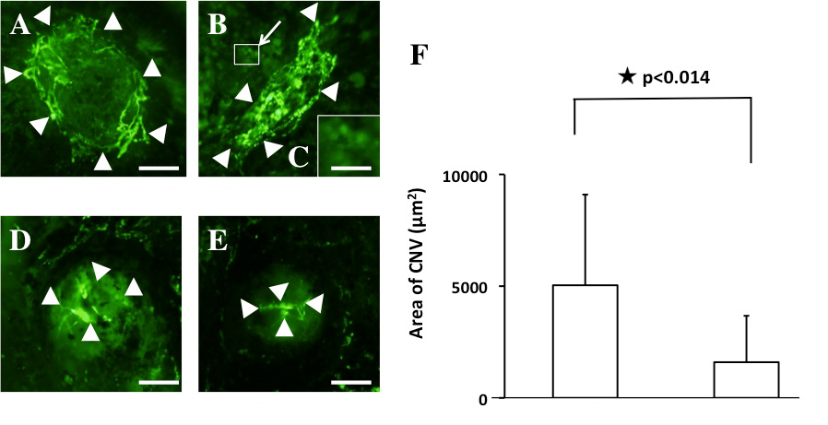 A
B
C
D
E
F
★ p<0.014
Area of CNV (µm²)
10000
5000
0